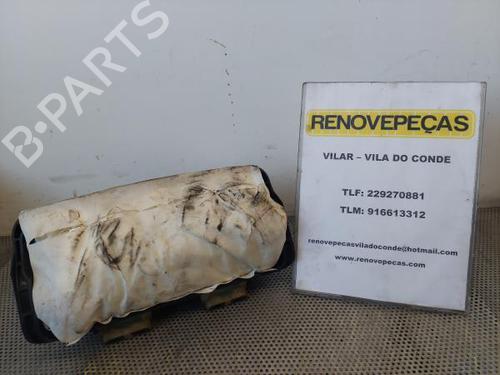 B-PARTS
RENOVEPEÇAS
VILAR – VILA DO CONDE
TLF: 229270881
TLM: 916613312
renovepecasviladoconde@hotmail.com
www.renovepecas.com